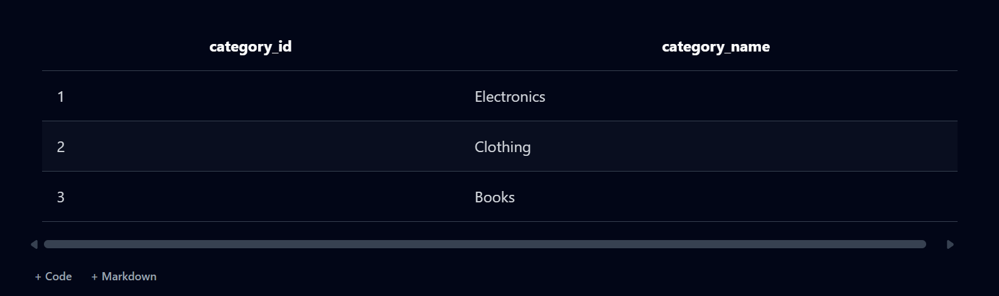 category_id category_name
1 Electronics
2 Clothing
3 Books
+ Code + Markdown